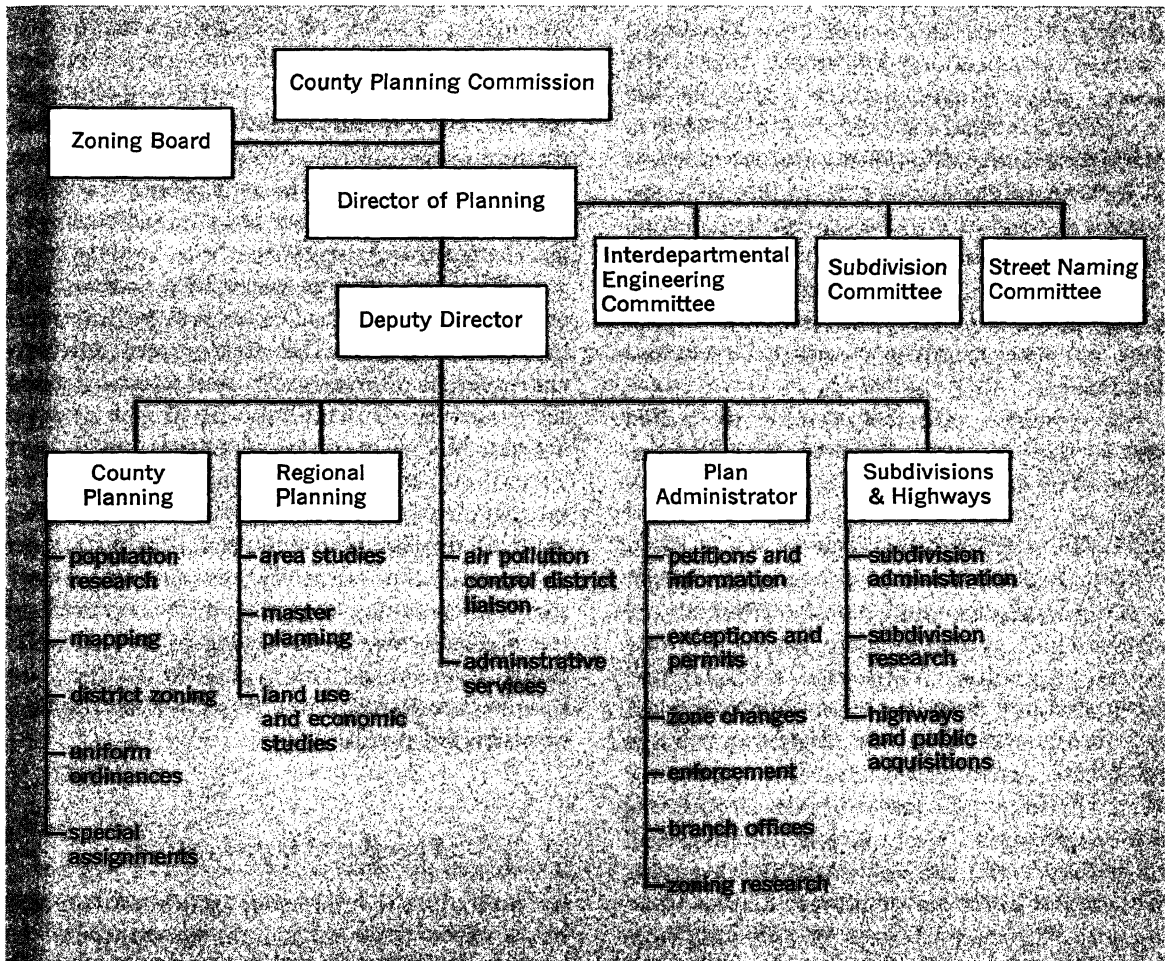 County Planning Commission
Zoning Board
Director of Planning
Interdepartmental
Engineering
Committee
Subdivision
Committee
Street Naming
Committee
Deputy Director
County
Planning
population
research
mapping
district zoning
uniform
ordinances
special
assignments
Regional
Planning
area studies
master
planning
land use
and economic
studies
air pollution
control district
liaison
adminstrative
services
Plan
Administrator
petitions and
information
exceptions and
permits
zone changes
enforcement
branch offices
zoning research
Subdivisions
& Highways
subdivision
administration
subdivision
research
highways
and public
acquisitions